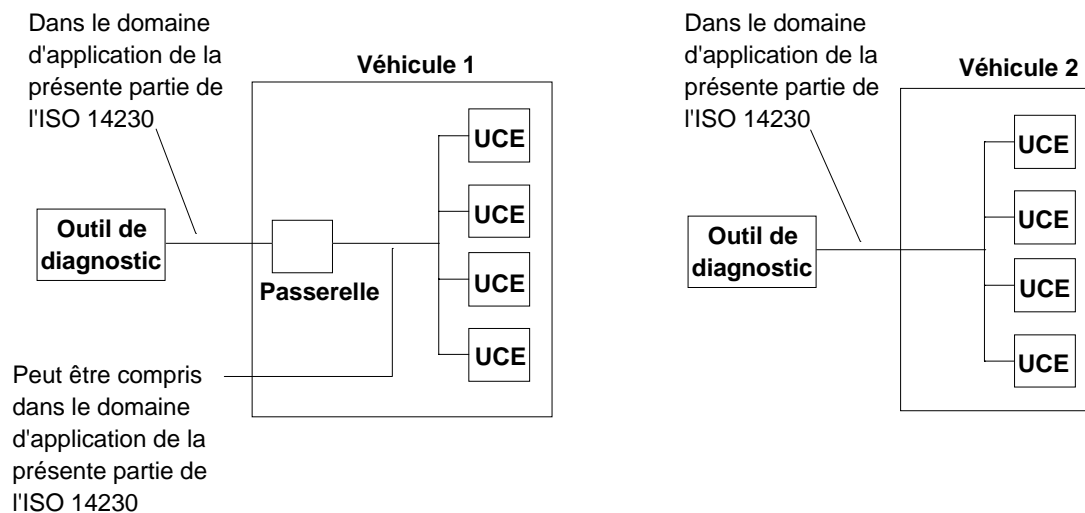 Dans le domaine
d'application de la
présente partie de
l'ISO 14230
Véhicule 1
UCE
UCE
UCE
UCE
Outil de
diagnostic
Passerelle
Peut être compris
dans le domaine
d'application de la
présente partie de
l'ISO 14230
Dans le domaine
d'application de la
présente partie de
l'ISO 14230
Véhicule 2
UCE
UCE
UCE
UCE
Outil de
diagnostic